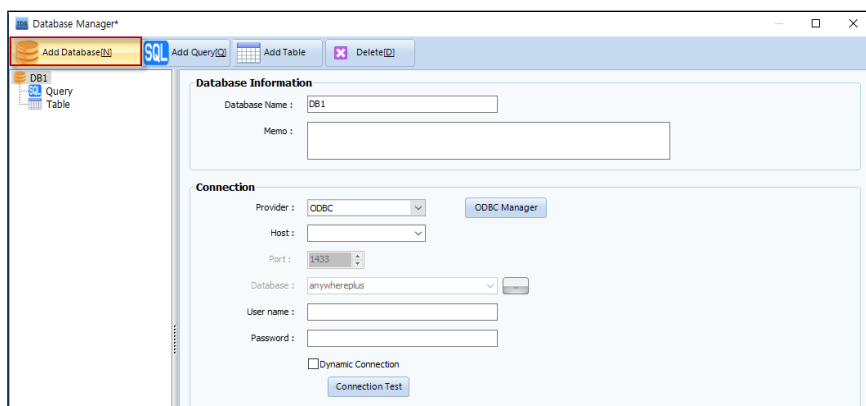 Database Manager*
Add Database[N] SQL Add Query[Q] Add Table Delete[D]
DB1
SQL Query
Table
Database Information
Database Name : DB1
Memo :
Connection
Provider : ODBC ODBC Manager
Host :
Port : 1433
Database : anywhereplus ...
User name :
Password :
Dynamic Connection
Connection Test